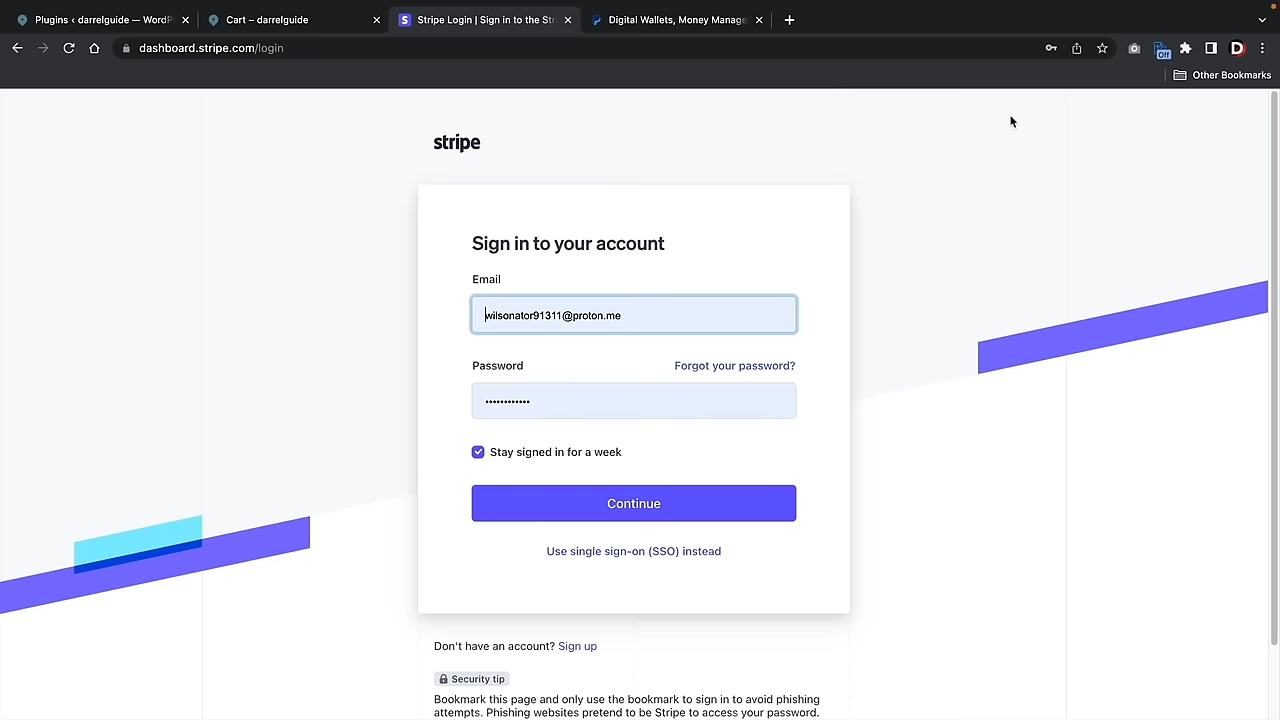 Plugins ‹ darrelguide — WordP
Cart – darrelguide
Stripe Login | Sign in to the Str
Digital Wallets, Money Manage
dashboard.stripe.com/login
Off
D
Other Bookmarks
stripe
Sign in to your account
Email
wilsonator91311@proton.me
Password
Forgot your password?
••••••••••••
Stay signed in for a week
Continue
Use single sign-on (SSO) instead
Don't have an account? Sign up
Security tip
Bookmark this page and only use the bookmark to sign in to avoid phishing
attempts. Phishing websites pretend to be Stripe to access your password.